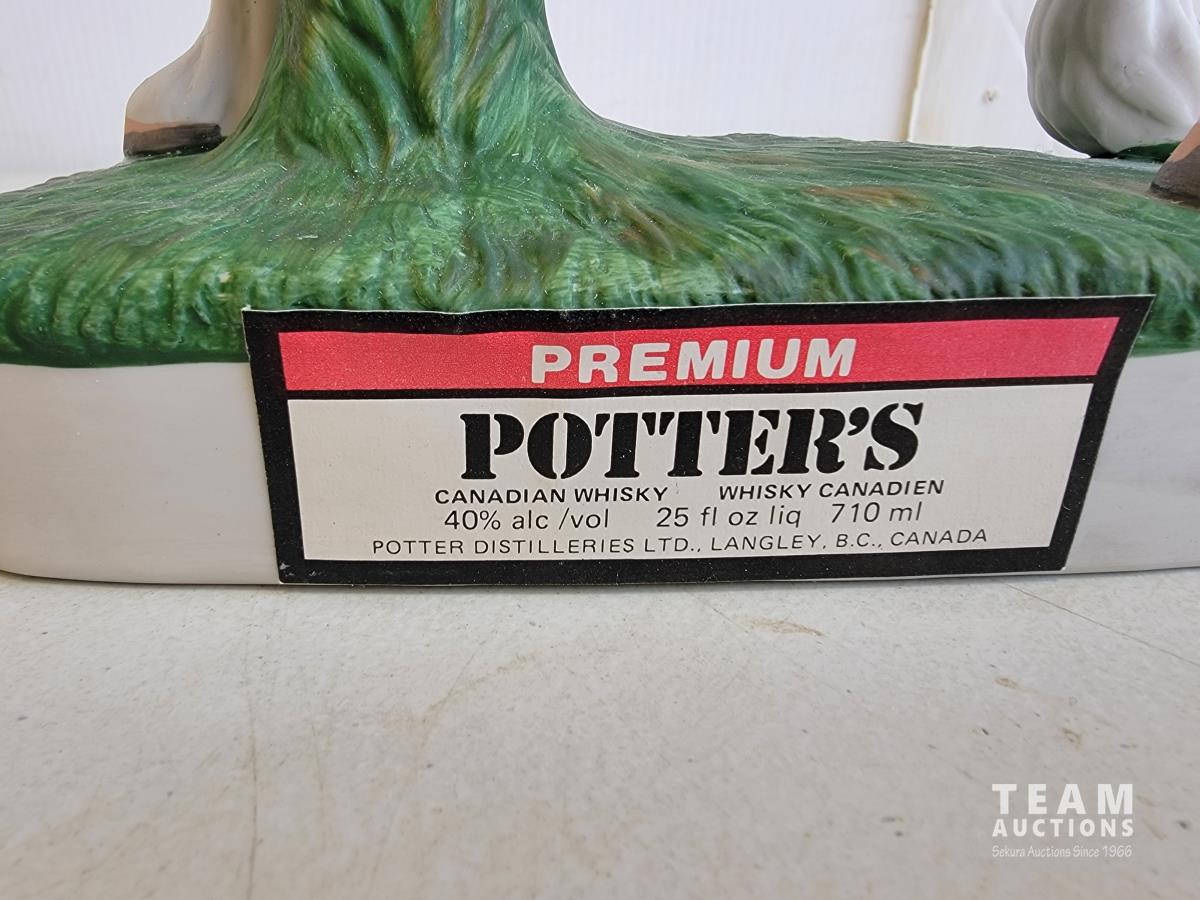 PREMIUM
POTTER'S
CANADIAN WHISKY WHISKY CANADIEN
40% alc /vol 25 fl oz liq 710 ml
POTTER DISTILLERIES LTD., LANGLEY, B.C., CANADA
TEAM
AUCTIONS
Sekura Auctions Since 1966